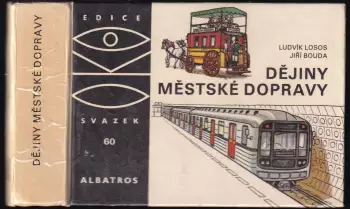 DĚJINY MĚSTSKÉ DOPRAVY
EDICE
SVAZEK
60
ALBATROS
LUDVÍK LOSOS
JIŘÍ BOUDA
DĚJINY
MĚSTSKÉ DOPRAVY